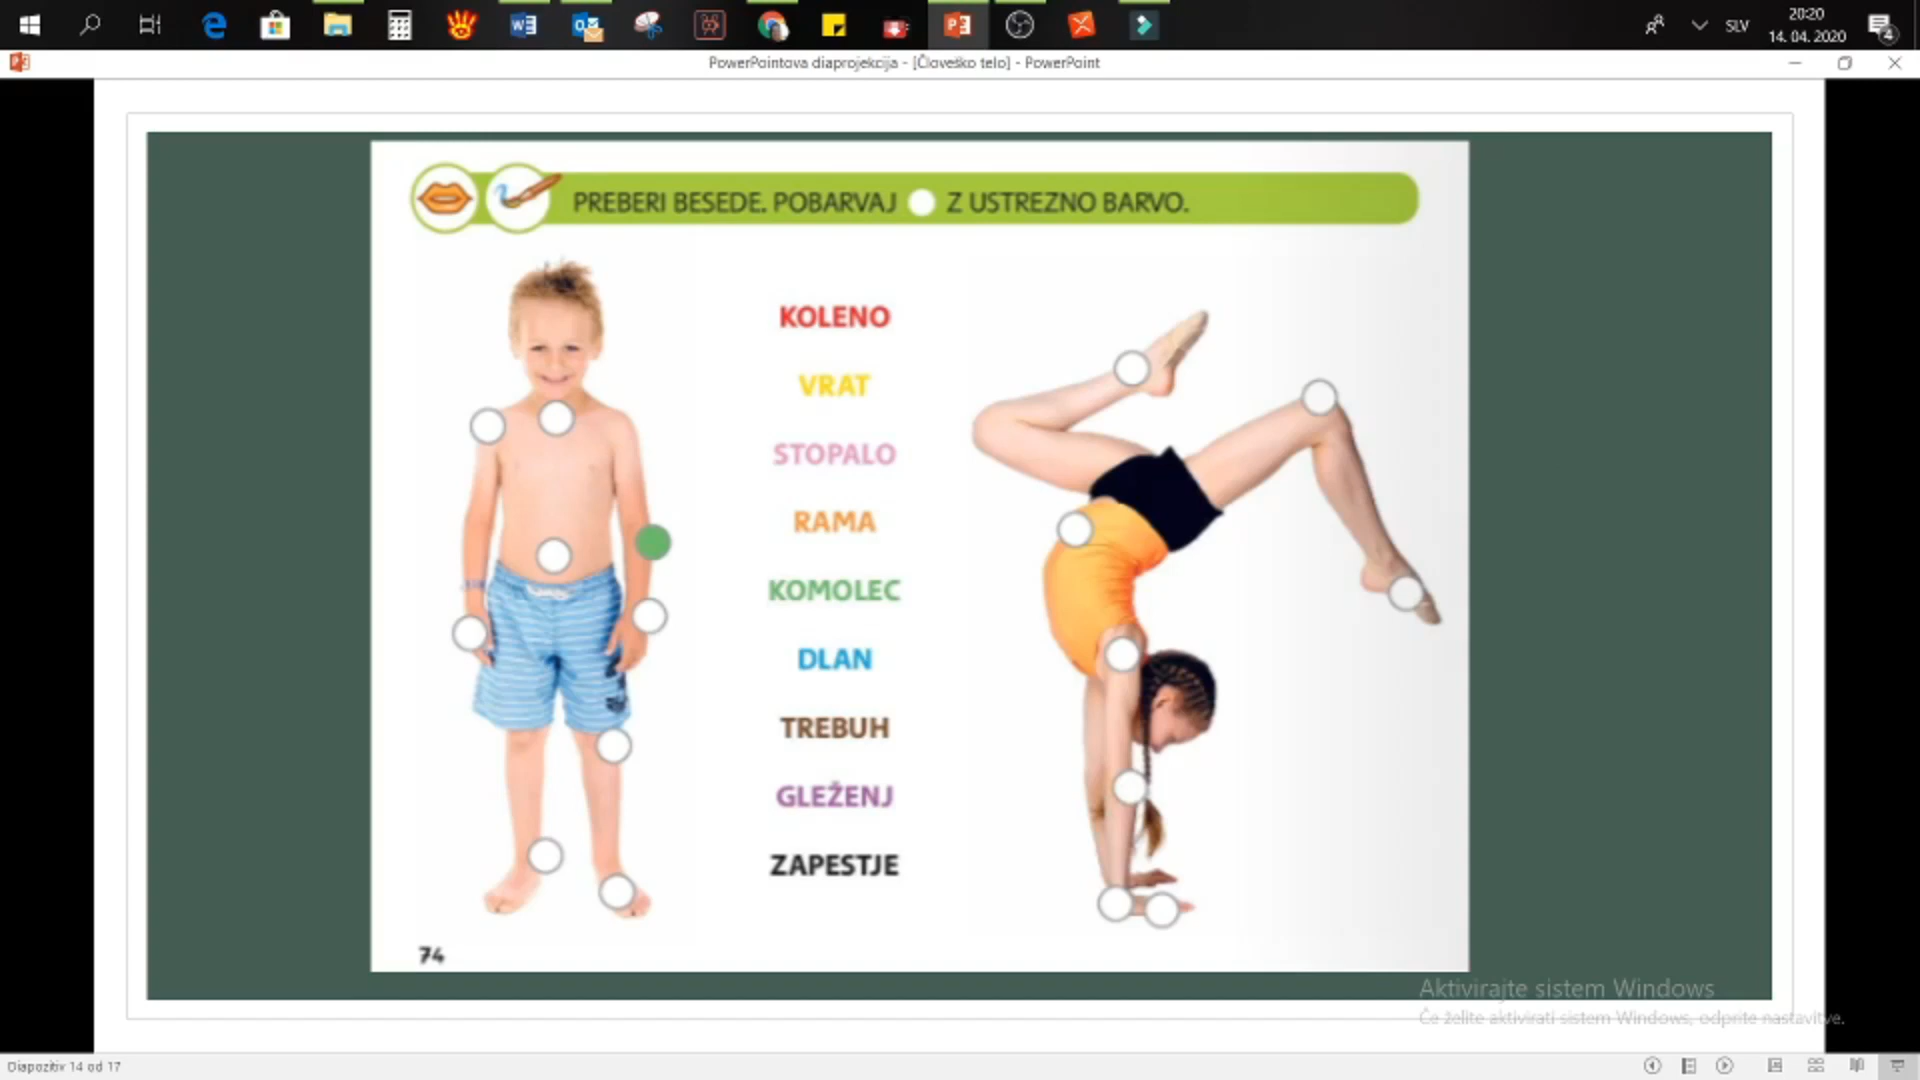 SLV
20:20
14. 04. 2020
4
PowerPointova diaprojekcija - [Človeško telo] - PowerPoint
PREBERI BESEDE. POBARVAJ Z USTREZNO BARVO.
KOLENO
VRAT
STOPALO
RAMA
KOMOLEC
DLAN
TREBUH
GLEŽENJ
ZAPESTJE
74
Aktivirajte sistem Windows
Če želite aktivirati sistem Windows, odprite nastavitve.
Diapozitiv 14 od 17